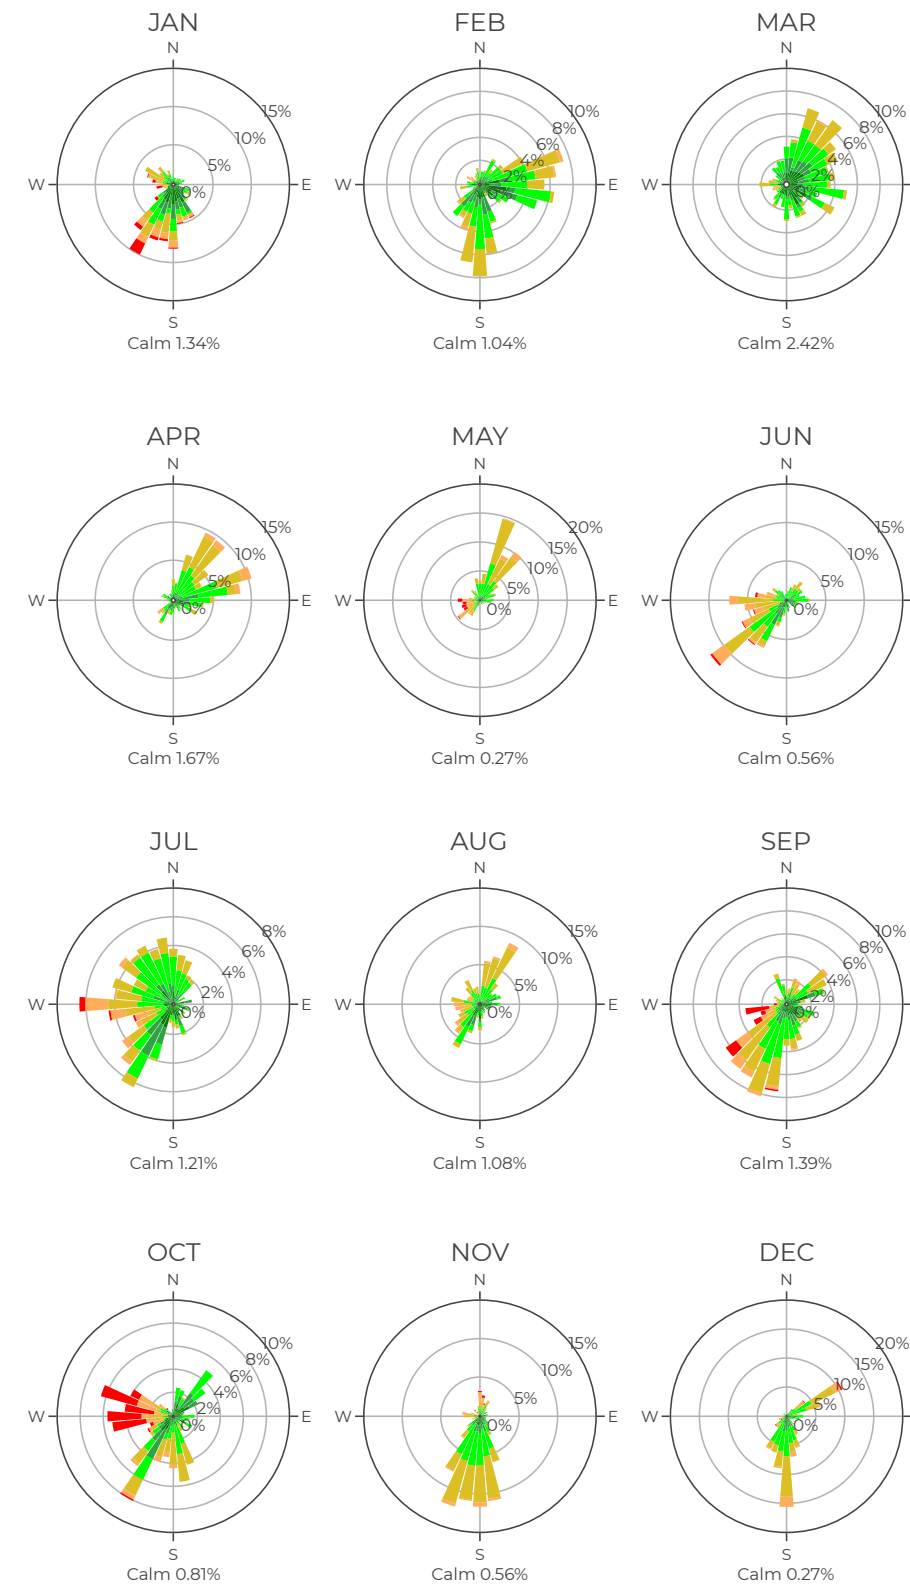 JAN FEB MAR
N N N
15% 10% 10%
10% 8% 8%
5% 6% 6%
0% 4% 4%
2% 2%
0% 0%
W E W E W
S S S
Calm 1.34% Calm 1.04% Calm 2.42%
APR MAY JUN
N N N
15% 20% 15%
10% 15% 10%
5% 10% 5%
0% 5%
0%
W E W E W
S S S
Calm 1.67% Calm 0.27% Calm 0.56%
JUL AUG SEP
N N N
8% 15% 10%
6% 10% 8%
4% 5% 6%
2% 0% 4%
0% 2%
0%
W E W E W
S S S
Calm 1.21% Calm 1.08% Calm 1.39%
OCT NOV DEC
N N N
10% 15% 20%
8% 10% 15%
6% 5% 10%
4% 0% 5%
2% 0%
0%
W E W E W
S S S
Calm 0.81% Calm 0.56% Calm 0.27%